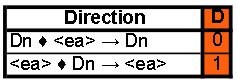 Direction D
Dn ♦ <ea> → Dn 0
<ea> ♦ Dn → <ea> 1